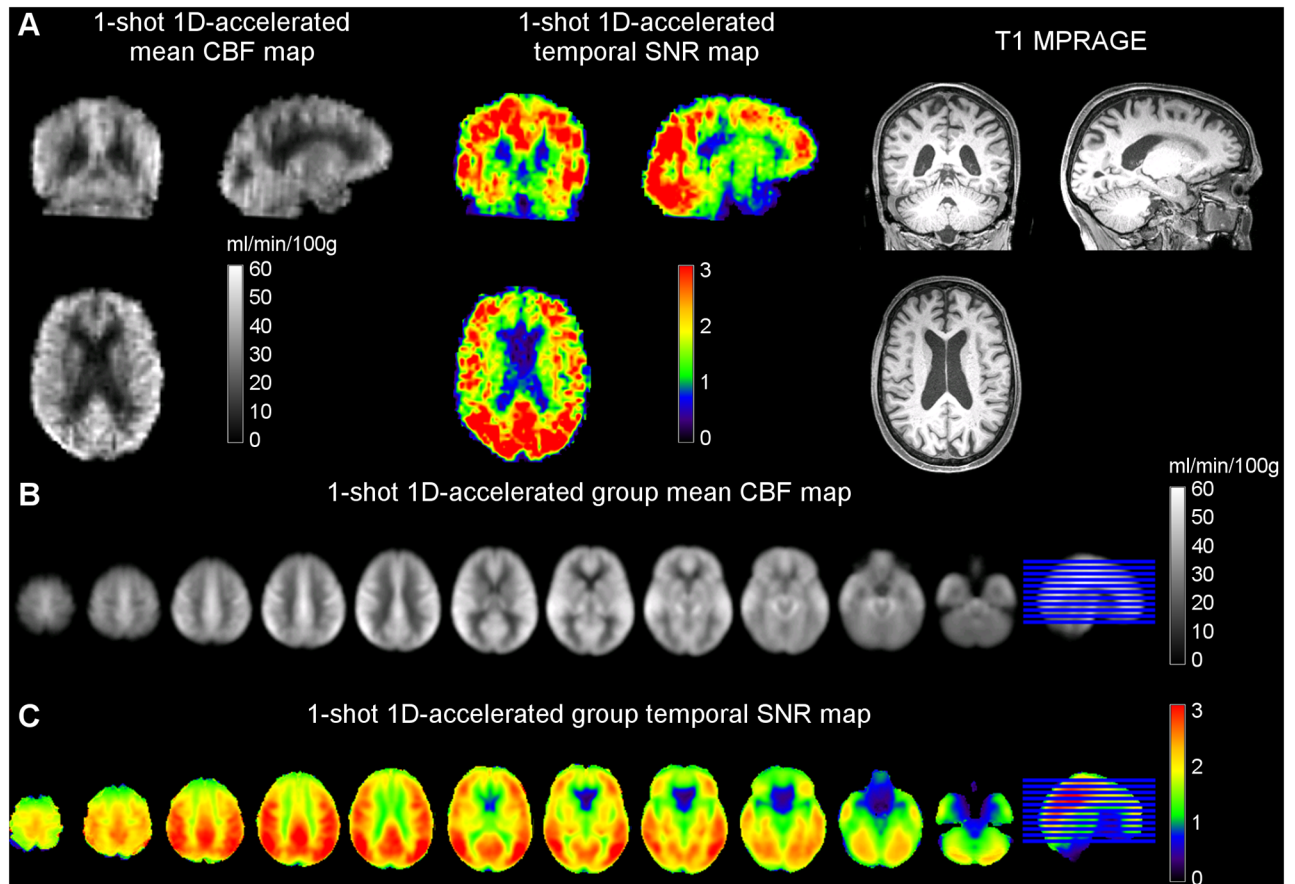 A
1-shot 1D-accelerated
mean CBF map
1-shot 1D-accelerated
temporal SNR map
T1 MPRAGE
ml/min/100g
60
50
40
30
20
10
0
3
2
1
0
B
1-shot 1D-accelerated group mean CBF map
ml/min/100g
60
50
40
30
20
10
0
C
1-shot 1D-accelerated group temporal SNR map
3
2
1
0